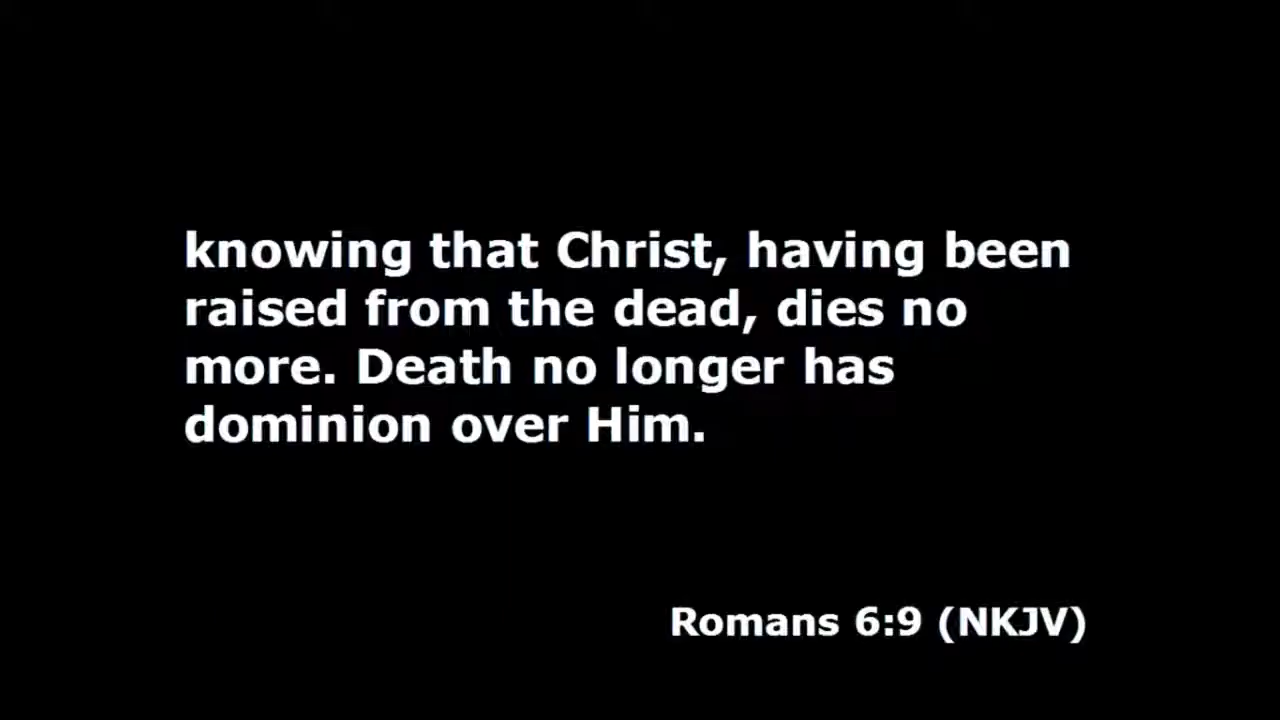 knowing that Christ, having been
raised from the dead, dies no
more. Death no longer has
dominion over Him.
Romans 6:9 (NKJV)